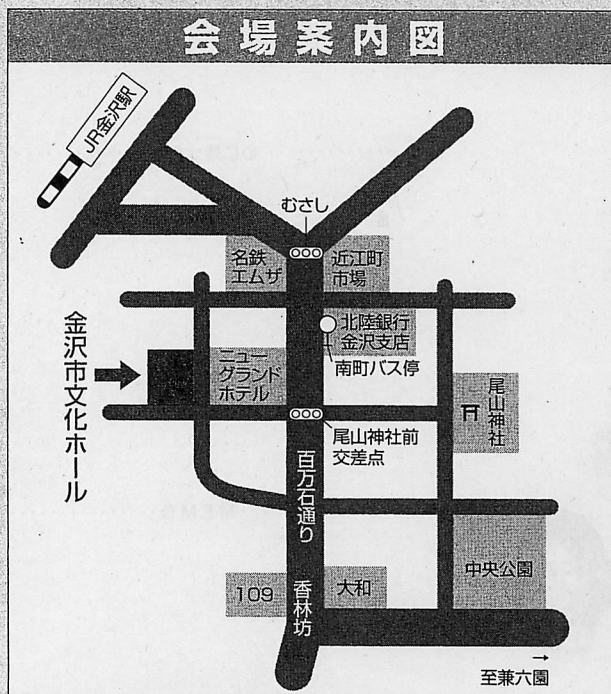 会場案内図
JR金沢駅
むさし
名鉄
エムザ
近江町
市場
北陸銀行
金沢支店
南町バス停
金沢市文化ホール
ニュー
グランド
ホテル
尾山神社
尾山神社前
交差点
百万石通り
109
香林坊
大和
中央公園
→
至兼六園